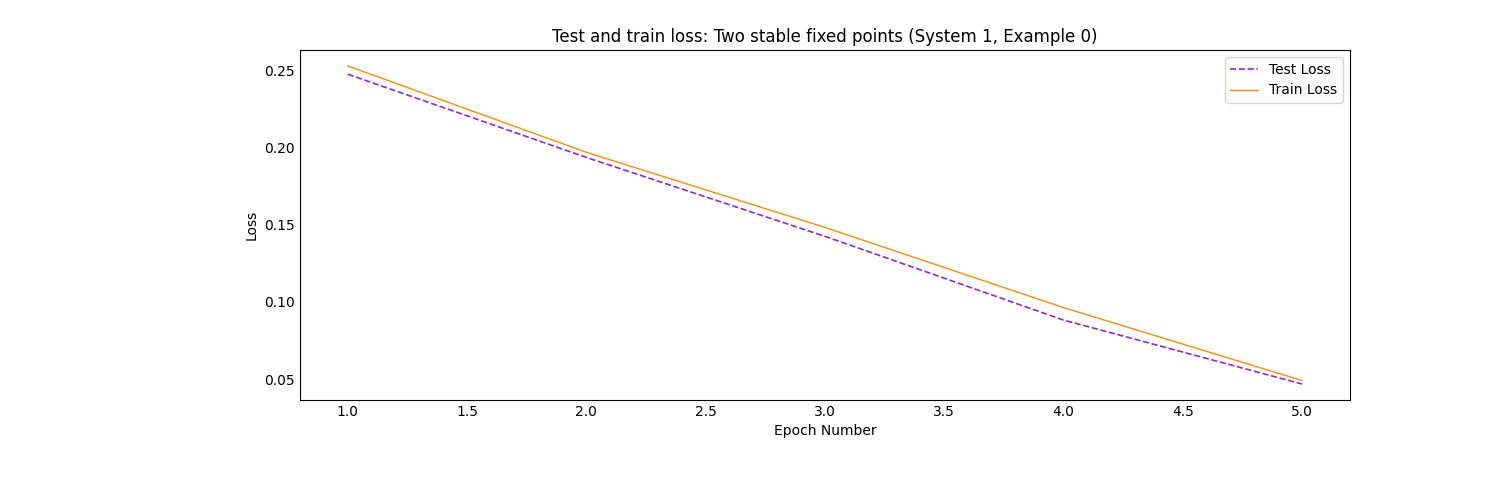 Test and train loss: Two stable fixed points (System 1, Example 0)
Test Loss
Train Loss
0.25
0.20
0.15
0.10
0.05
Loss
1.0 1.5 2.0 2.5 3.0 3.5 4.0 4.5 5.0
Epoch Number